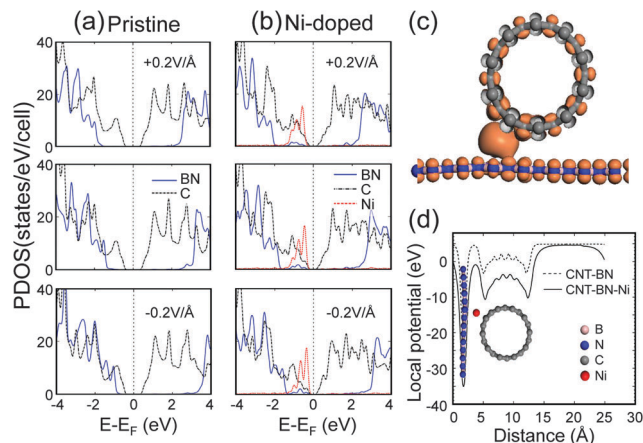 (a) Pristine
(b) Ni-doped
(c)
PDOS(states/eV/cell)
40
20
0
+0.2V/Å
+0.2V/Å
40
20
0
BN
C
BN
C
Ni
40
20
0
-0.2V/Å
-0.2V/Å
-4 -2 0 2 4
-4 -2 0 2 4
E-EF (eV)
E-EF (eV)
(d)
Local potential (eV)
0
-10
-20
-30
-40
CNT-BN
CNT-BN-Ni
B
N
C
Ni
0 5 10 15 20 25 30
Distance (Å)